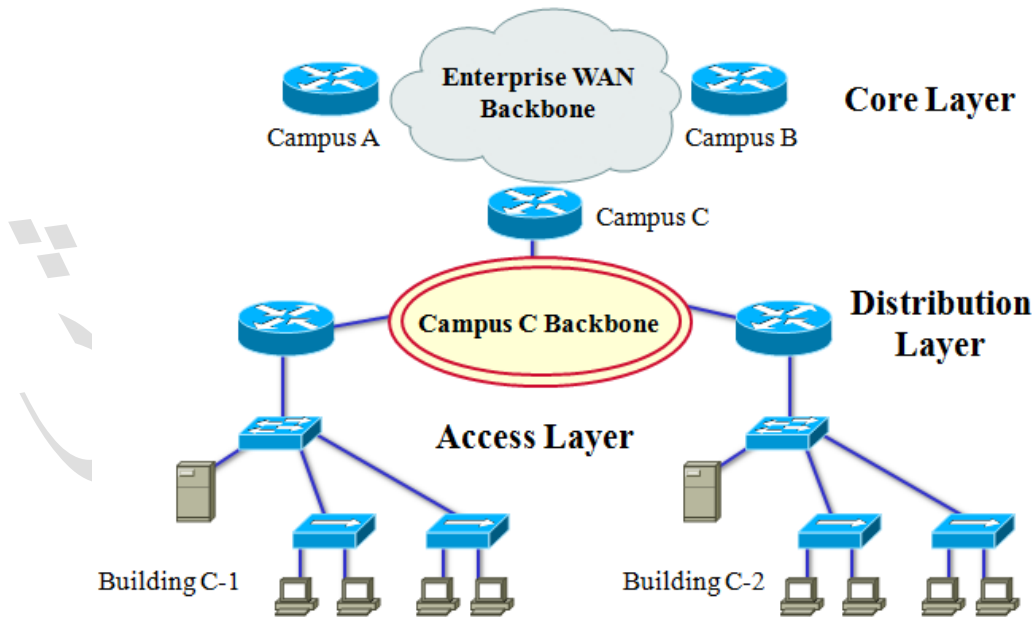 Enterprise WAN
Backbone
Core Layer
Campus A
Campus B
Campus C
Campus C Backbone
Distribution
Layer
Access Layer
Building C-1
Building C-2